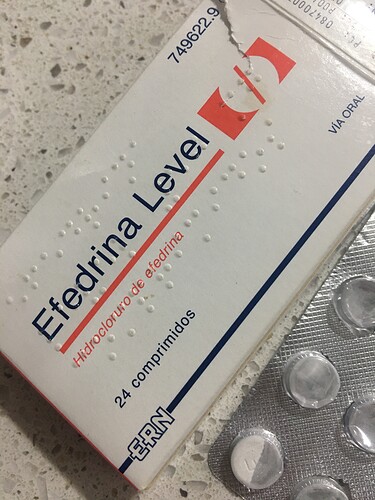 749622.9
VÍA ORAL
Efedrina Level
Hidrocloruro de efedrina
24 comprimidos
ERN